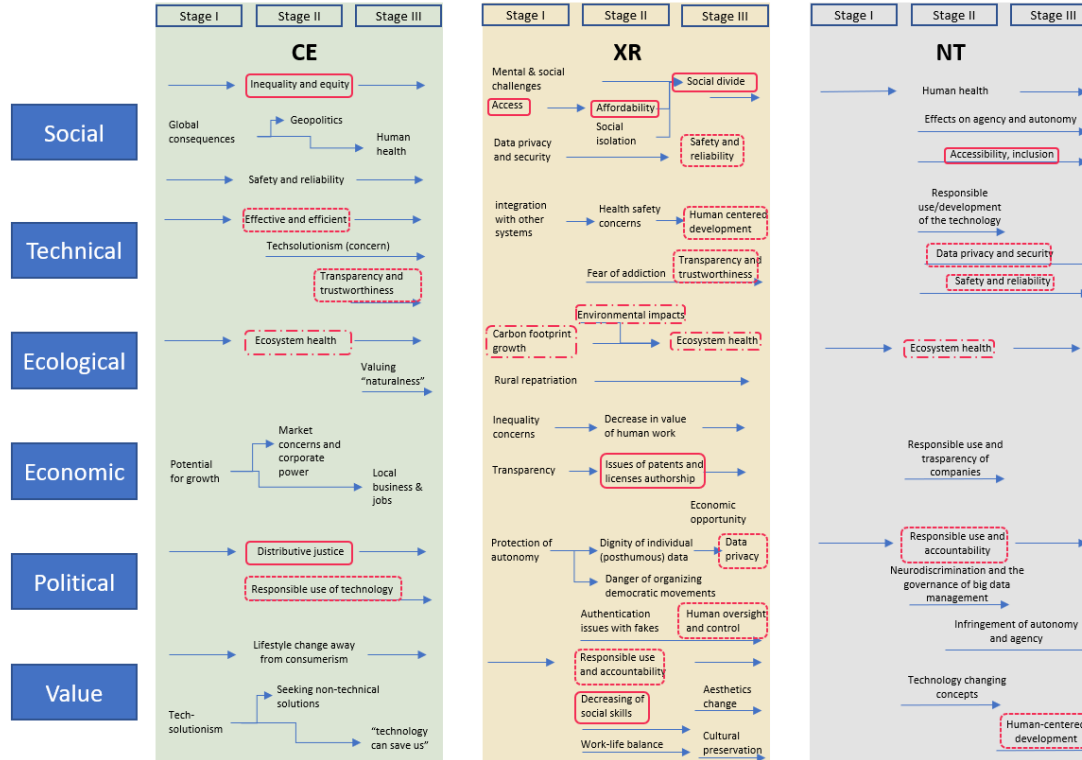 Stage I
Stage II
Stage III
Stage I
Stage II
Stage III
Stage I
Stage II
Stage III
CE
XR
NT
Social
Inequality and equity
Global
consequences
Geopolitics
Human
health
Safety and reliability
Mental & social
challenges
Access
Affordability
Social
isolation
Social divide
Data privacy
and security
Safety and
reliability
Human health
Effects on agency and autonomy
Accessibility, inclusion
Technical
Effective and efficient
Techsolutionism (concern)
Transparency and
trustworthiness
integration
with other
systems
Health safety
concerns
Human centered
development
Fear of addiction
Transparency and
trustworthiness
Responsible
use/development
of the technology
Data privacy and security
Safety and reliability
Ecological
Ecosystem health
Valuing
“naturalness”
Environmental impacts
Carbon footprint
growth
Ecosystem health
Rural repatriation
Ecosystem health
Economic
Potential
for growth
Market
concerns and
corporate
power
Local
business &
jobs
Inequality
concerns
Decrease in value
of human work
Transparency
Issues of patents and
licenses authorship
Economic
opportunity
Responsible use and
trasparency of
companies
Political
Distributive justice
Responsible use of technology
Protection of
autonomy
Dignity of individual
(posthumous) data
Data
privacy
Danger of organizing
democratic movements
Authentication
issues with fakes
Human oversight
and control
Responsible use and
accountability
Neurodiscrimination and the
governance of big data
management
Infringement of autonomy
and agency
Value
Lifestyle change away
from consumerism
Tech-
solutionism
Seeking non-technical
solutions
“technology
can save us”
Responsible use
and accountability
Decreasing of
social skills
Aesthetics
change
Work-life balance
Cultural
preservation
Technology changing
concepts
Human-centered
development